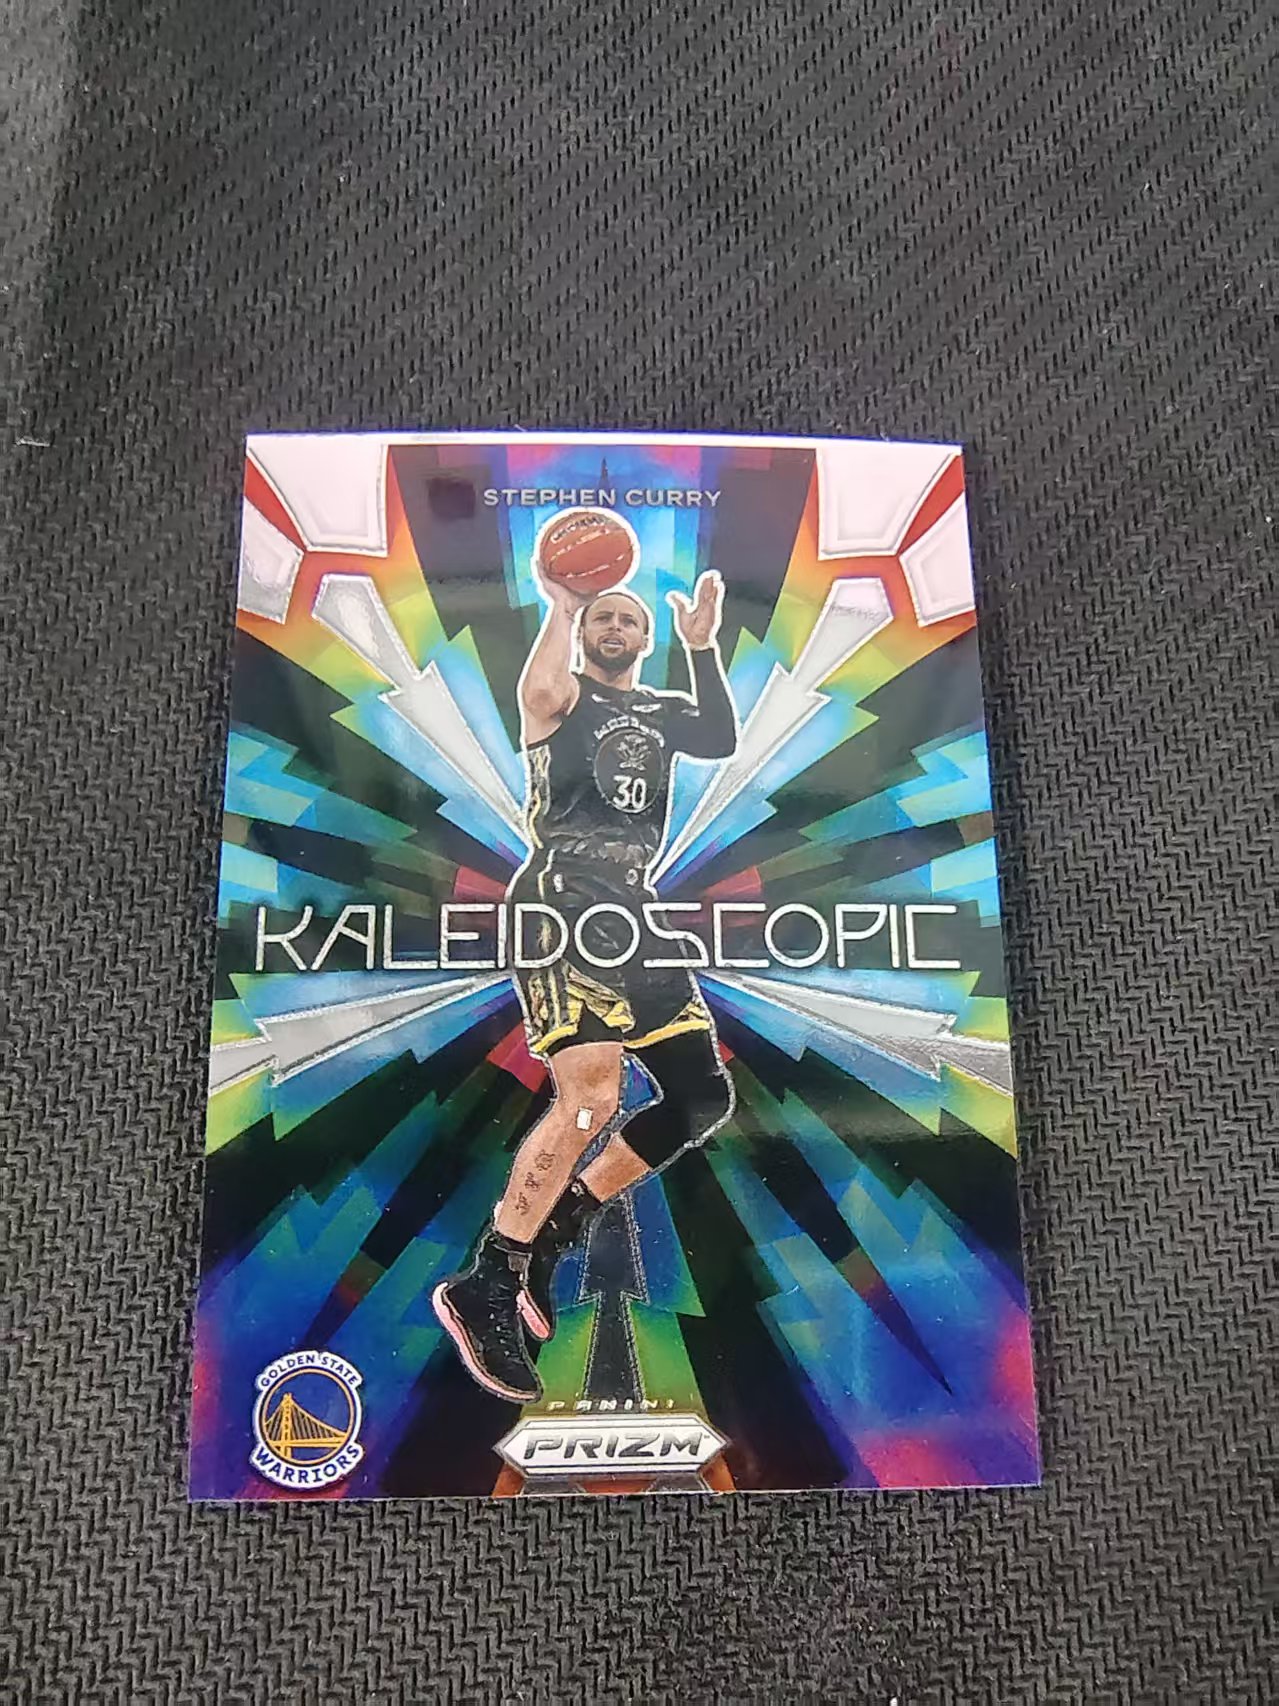 STEPHEN CURRY
30
KALEIDOSCOPIC
GOLDEN STATE
WARRIORS
PANINI
PRIZM